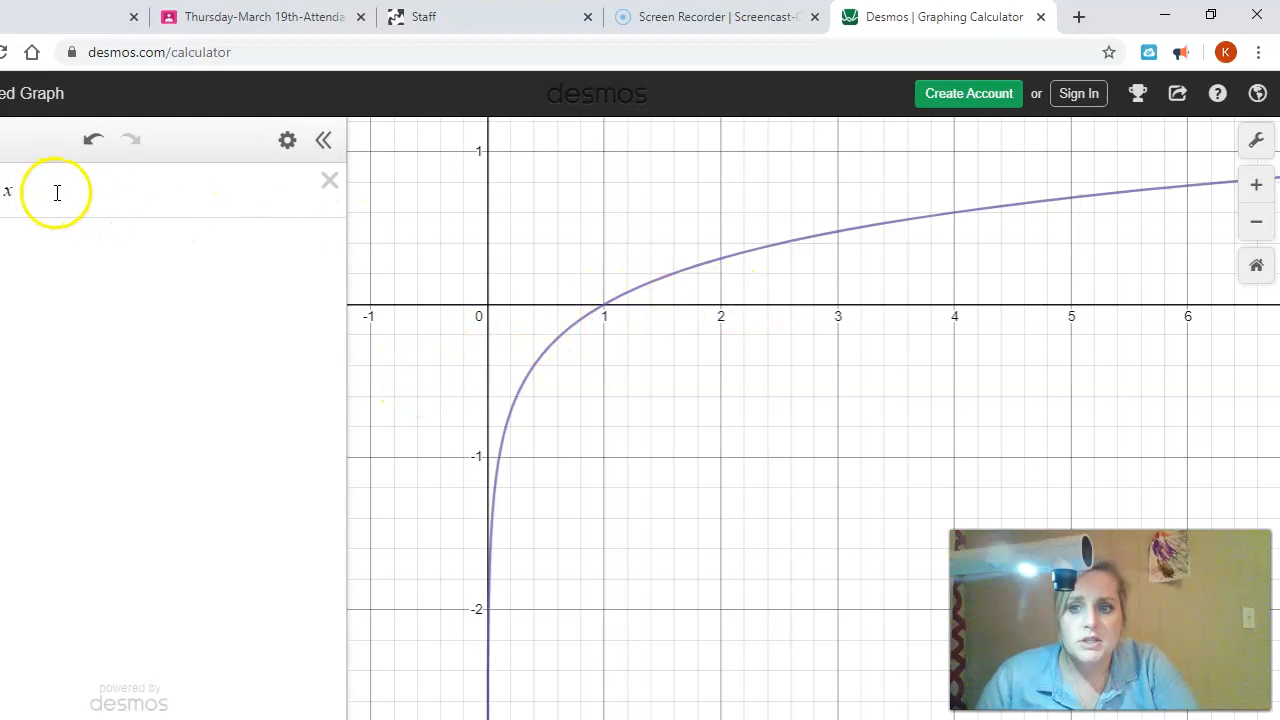 Thursday-March 19th-Attenda
Staff
Screen Recorder | Screencast-O
Desmos | Graphing Calculator
desmos.com/calculator
K
ed Graph
desmos
Create Account or Sign In
x
1
-1 0 1 2 3 4 5 6
-1
-2
powered by
desmos